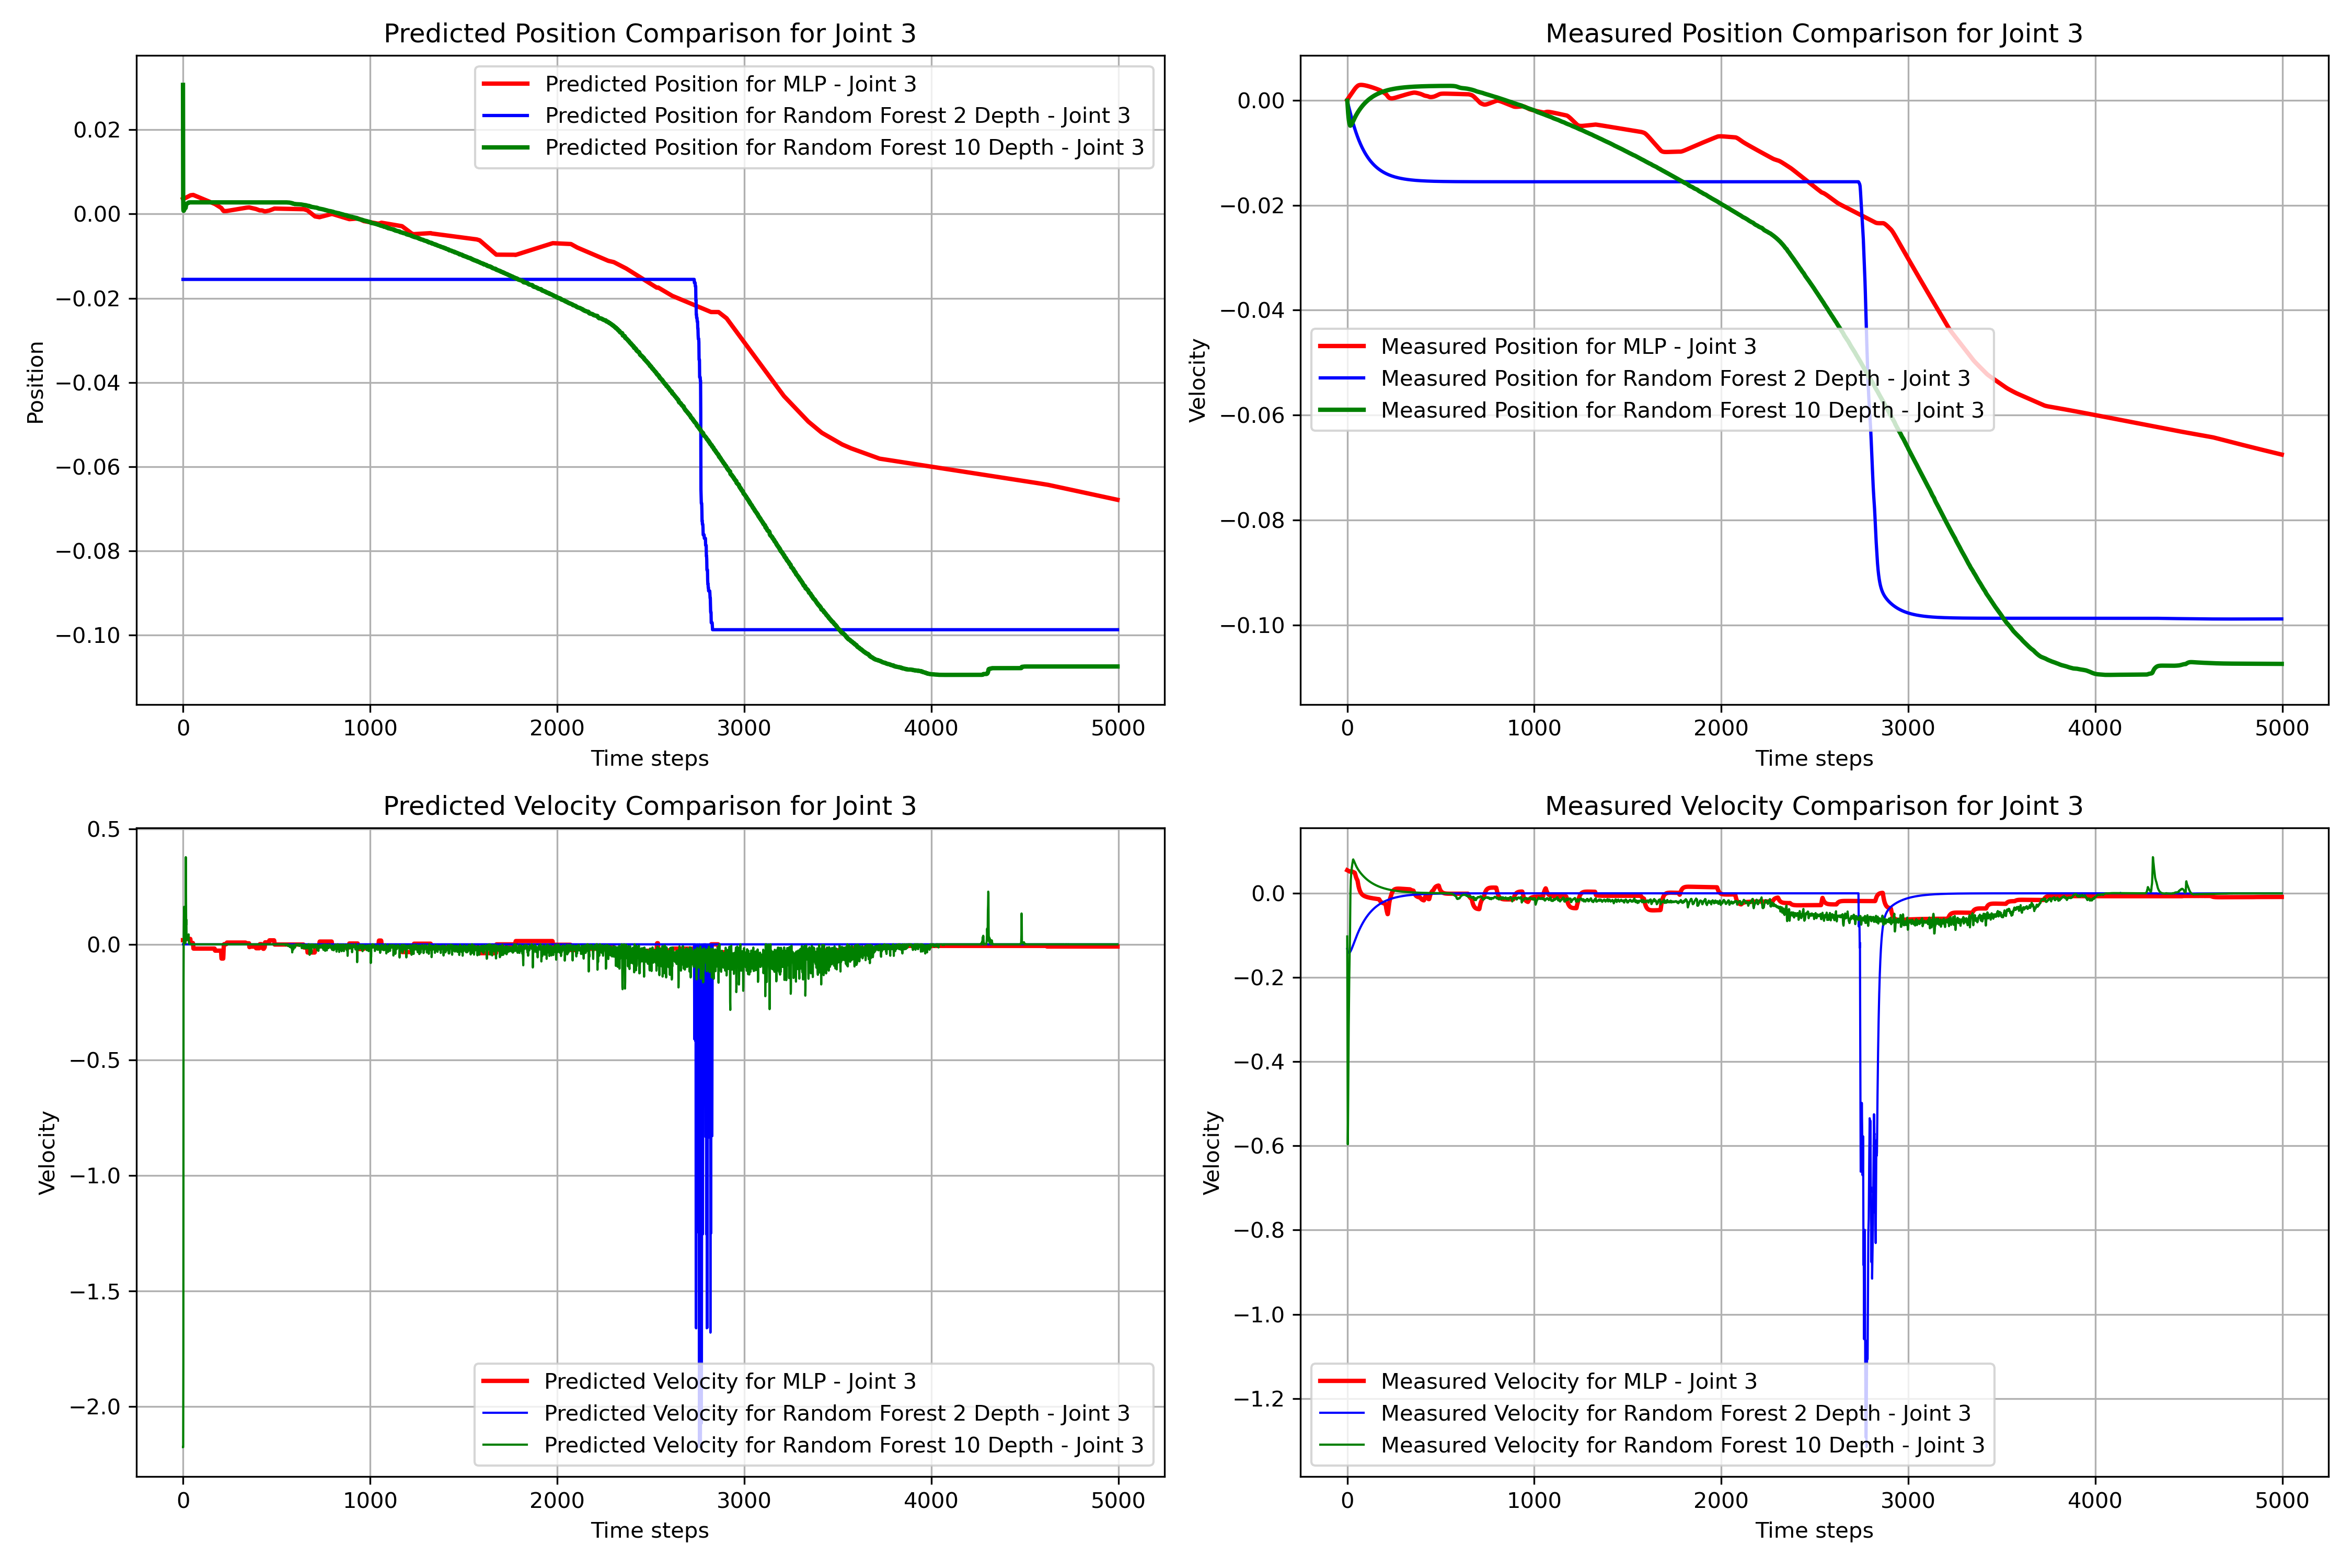 Predicted Position Comparison for Joint 3
Predicted Position for MLP - Joint 3
Predicted Position for Random Forest 2 Depth - Joint 3
Predicted Position for Random Forest 10 Depth - Joint 3
0.02
0.00
−0.02
−0.04
−0.06
−0.08
−0.10
Position
0 1000 2000 3000 4000 5000
Time steps
Measured Position Comparison for Joint 3
0.00
−0.02
−0.04
−0.06
−0.08
−0.10
Velocity
Measured Position for MLP - Joint 3
Measured Position for Random Forest 2 Depth - Joint 3
Measured Position for Random Forest 10 Depth - Joint 3
0 1000 2000 3000 4000 5000
Time steps
Predicted Velocity Comparison for Joint 3
0.5
0.0
−0.5
−1.0
−1.5
−2.0
Velocity
Predicted Velocity for MLP - Joint 3
Predicted Velocity for Random Forest 2 Depth - Joint 3
Predicted Velocity for Random Forest 10 Depth - Joint 3
0 1000 2000 3000 4000 5000
Time steps
Measured Velocity Comparison for Joint 3
0.0
−0.2
−0.4
−0.6
−0.8
−1.0
−1.2
Velocity
Measured Velocity for MLP - Joint 3
Measured Velocity for Random Forest 2 Depth - Joint 3
Measured Velocity for Random Forest 10 Depth - Joint 3
0 1000 2000 3000 4000 5000
Time steps